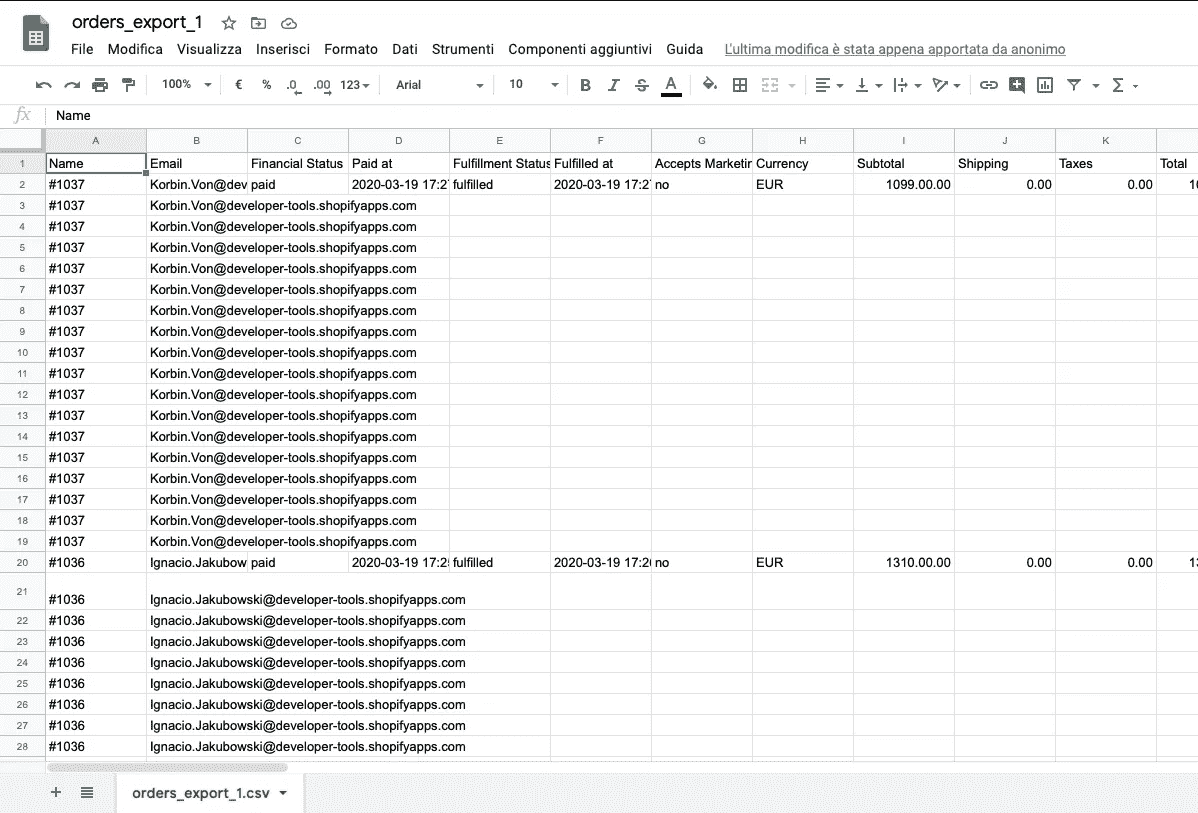 orders_export_1
File Modifica Visualizza Inserisci Formato Dati Strumenti Componenti aggiuntivi Guida L'ultima modifica è stata appena apportata da anonimo
100% € % .0 .00 123 Arial 10 B I S A Σ
fx Name
A B C D E F G H I J K
1 Name Email Financial Status Paid at Fulfillment Status Fulfilled at Accepts Marketin Currency Subtotal Shipping Taxes Total
2 #1037 Korbin.Von@dev paid 2020-03-19 17:2 fulfilled 2020-03-19 17:2 no EUR 1099.00.00 0.00 0.00
3 #1037 Korbin.Von@developer-tools.shopifyapps.com
4 #1037 Korbin.Von@developer-tools.shopifyapps.com
5 #1037 Korbin.Von@developer-tools.shopifyapps.com
6 #1037 Korbin.Von@developer-tools.shopifyapps.com
7 #1037 Korbin.Von@developer-tools.shopifyapps.com
8 #1037 Korbin.Von@developer-tools.shopifyapps.com
9 #1037 Korbin.Von@developer-tools.shopifyapps.com
10 #1037 Korbin.Von@developer-tools.shopifyapps.com
11 #1037 Korbin.Von@developer-tools.shopifyapps.com
12 #1037 Korbin.Von@developer-tools.shopifyapps.com
13 #1037 Korbin.Von@developer-tools.shopifyapps.com
14 #1037 Korbin.Von@developer-tools.shopifyapps.com
15 #1037 Korbin.Von@developer-tools.shopifyapps.com
16 #1037 Korbin.Von@developer-tools.shopifyapps.com
17 #1037 Korbin.Von@developer-tools.shopifyapps.com
18 #1037 Korbin.Von@developer-tools.shopifyapps.com
19 #1037 Korbin.Von@developer-tools.shopifyapps.com
20 #1036 Ignacio.Jakubow paid 2020-03-19 17:2 fulfilled 2020-03-19 17:2 no EUR 1310.00.00 0.00 0.00
21 #1036 Ignacio.Jakubowski@developer-tools.shopifyapps.com
22 #1036 Ignacio.Jakubowski@developer-tools.shopifyapps.com
23 #1036 Ignacio.Jakubowski@developer-tools.shopifyapps.com
24 #1036 Ignacio.Jakubowski@developer-tools.shopifyapps.com
25 #1036 Ignacio.Jakubowski@developer-tools.shopifyapps.com
26 #1036 Ignacio.Jakubowski@developer-tools.shopifyapps.com
27 #1036 Ignacio.Jakubowski@developer-tools.shopifyapps.com
28 #1036 Ignacio.Jakubowski@developer-tools.shopifyapps.com
orders_export_1.csv